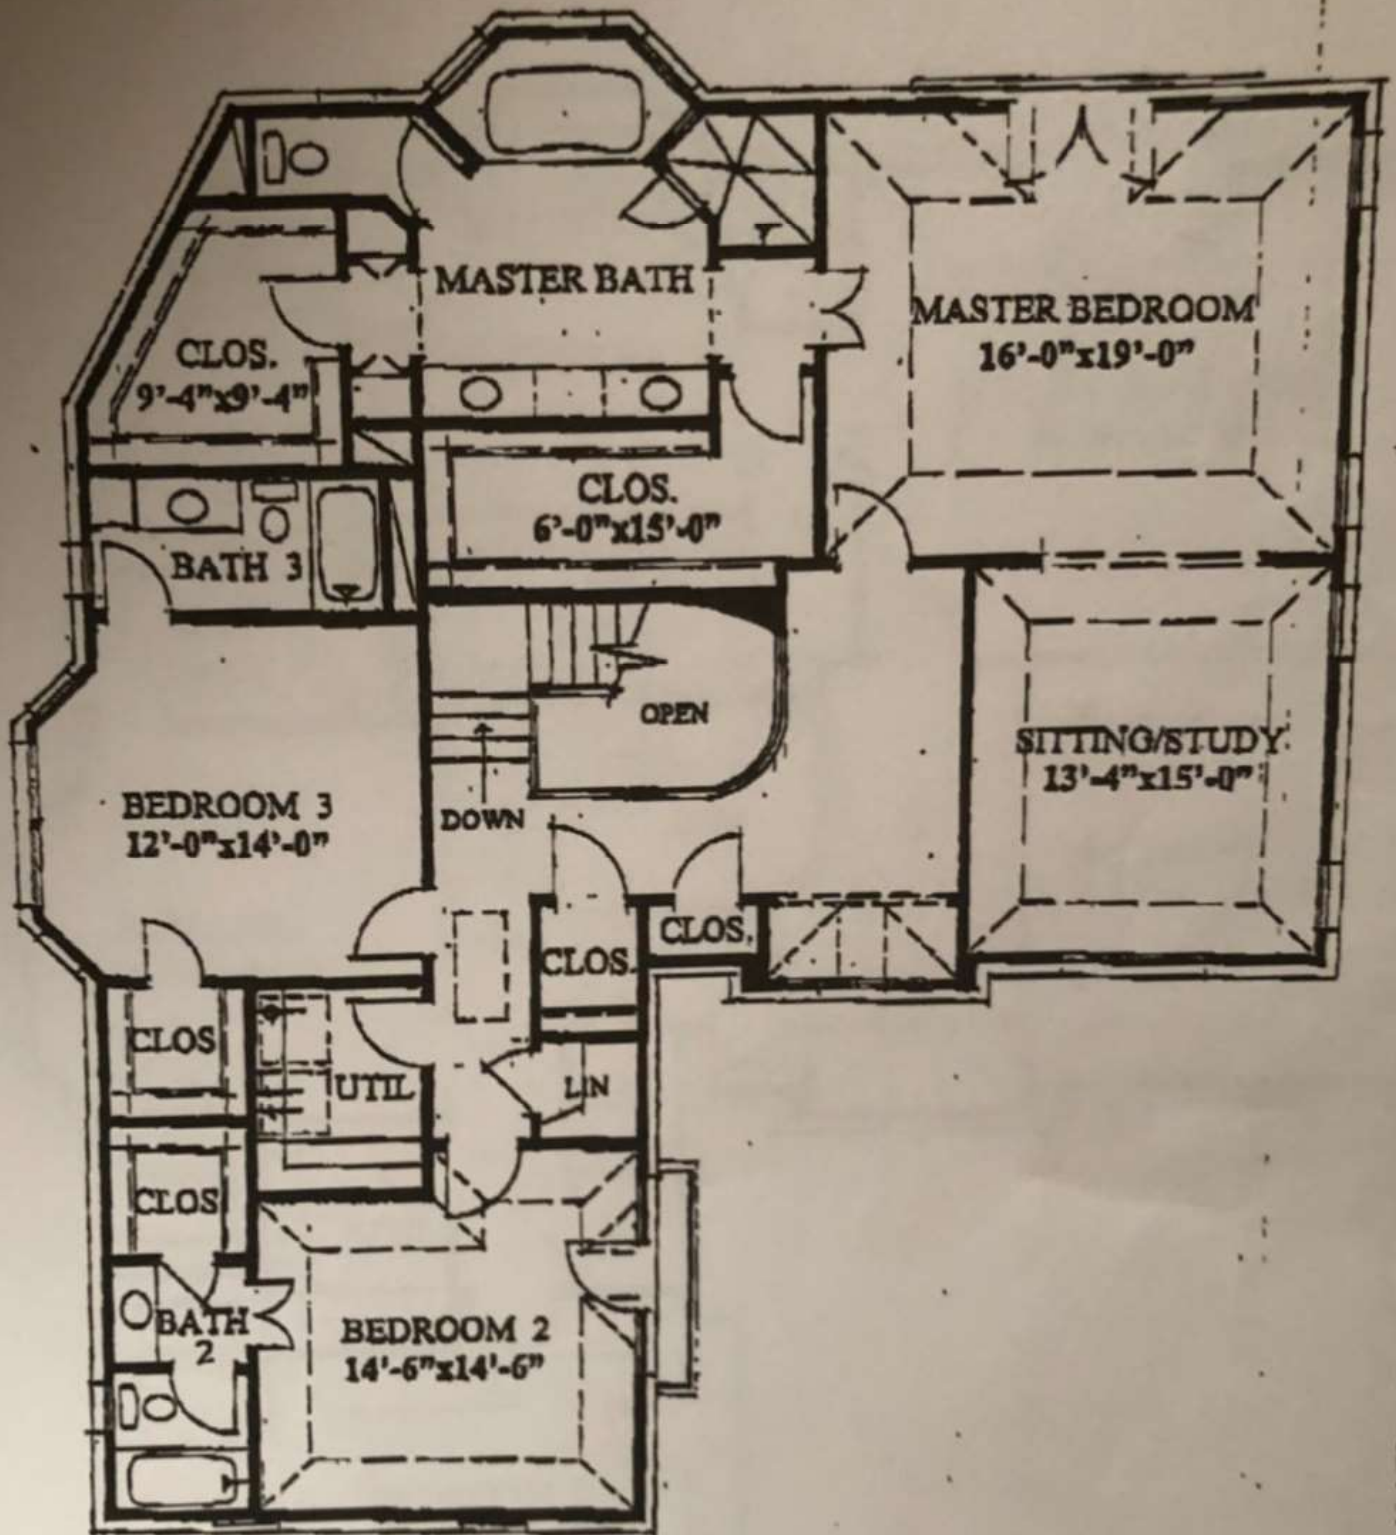 MASTER BATH
MASTER BEDROOM
16'-0"x19'-0"
CLOS.
9'-4"x9'-4"
CLOS.
6'-0"x15'-0"
BATH 3
OPEN
SITTING/STUDY
13'-4"x15'-0"
BEDROOM 3
12'-0"x14'-0"
DOWN
CLOS.
CLOS.
CLOS
UTIL
LIN
CLOS
BATH
2
BEDROOM 2
14'-6"x14'-6"